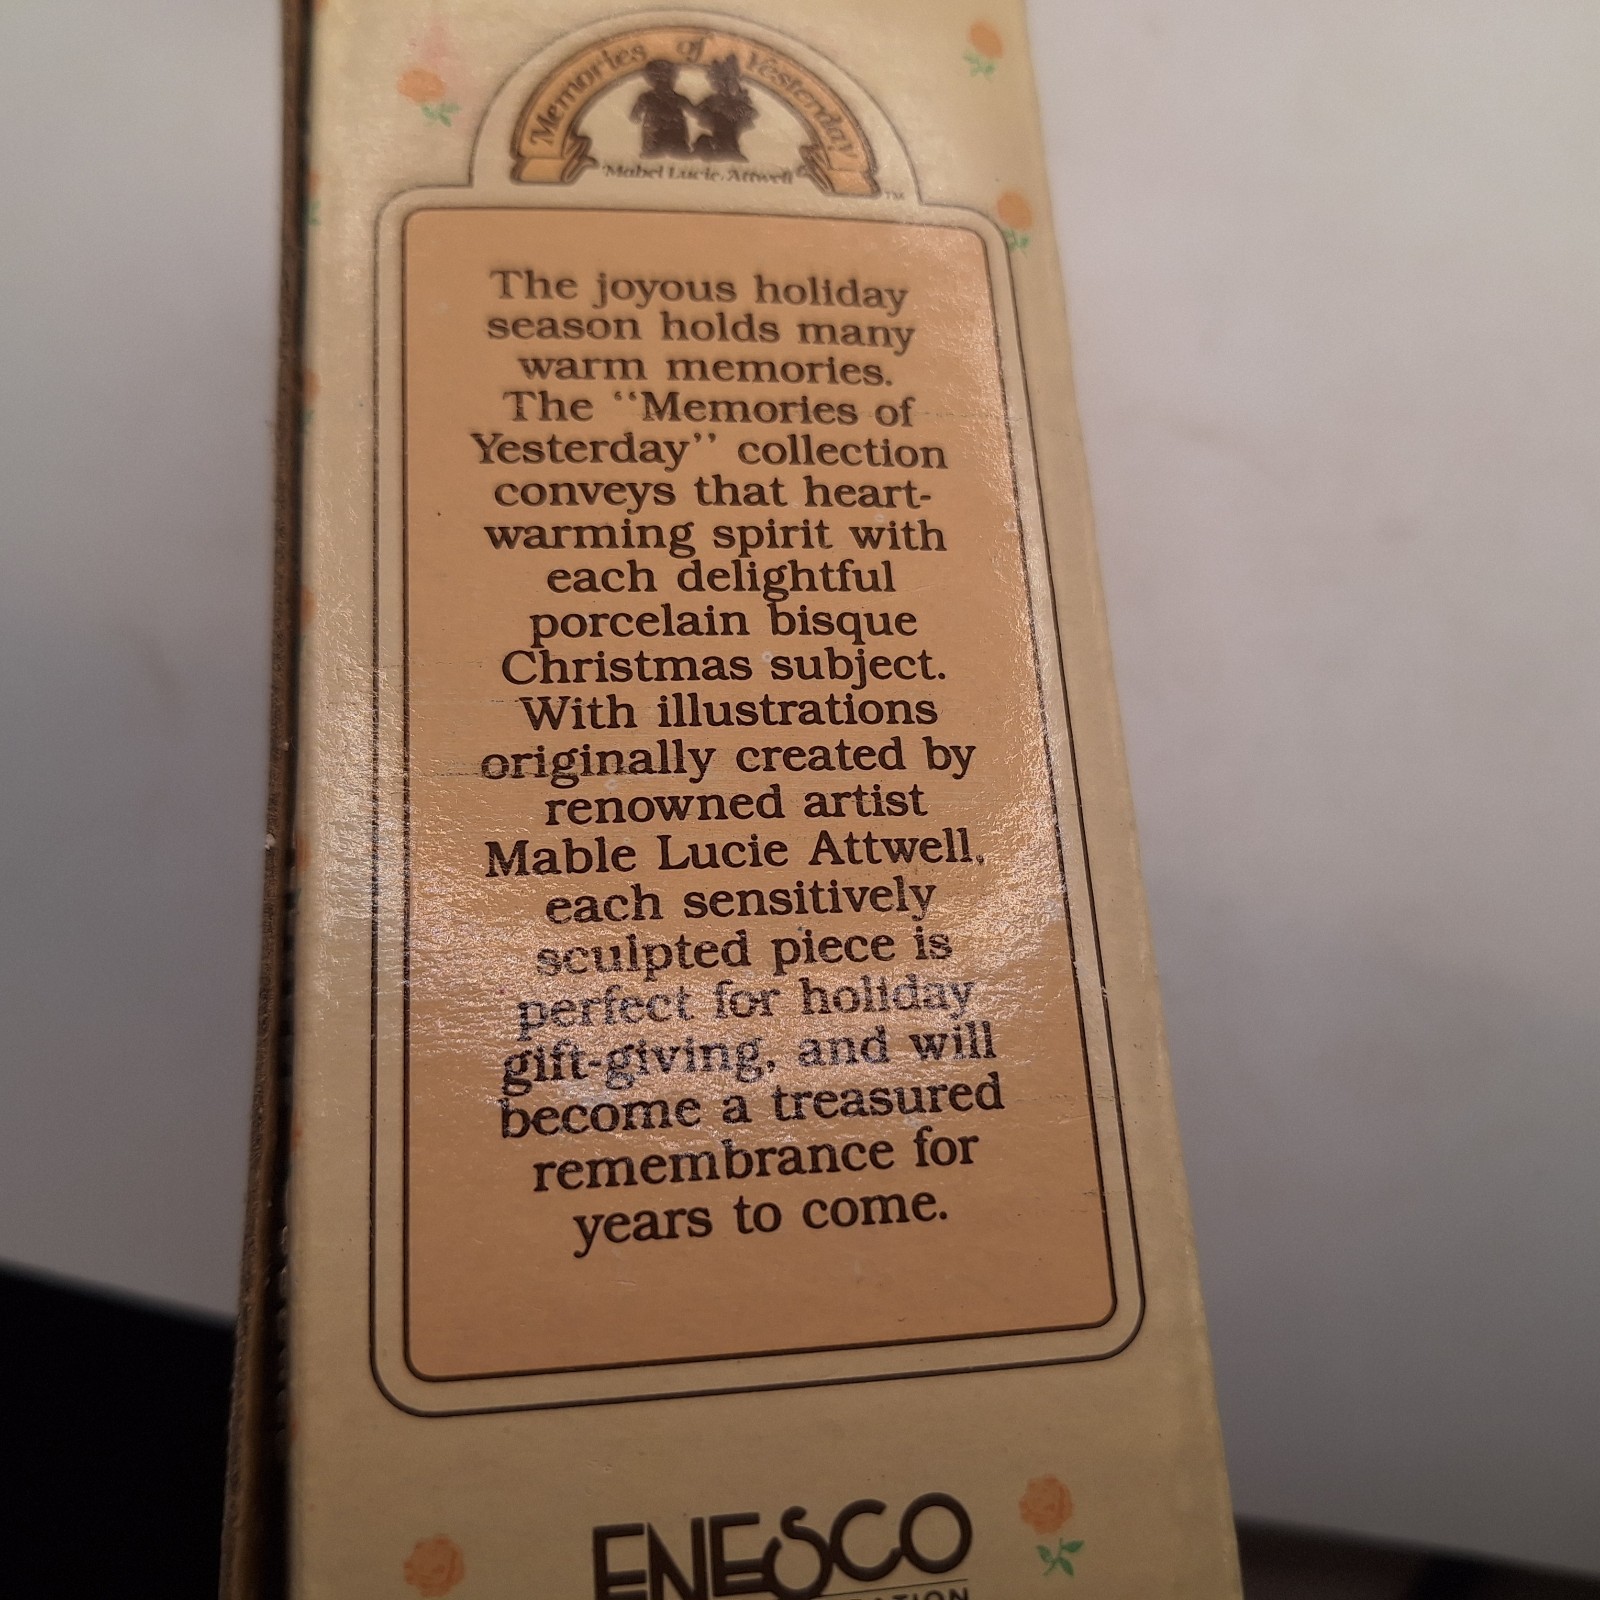 Memories of Yesterday
Mabel Lucie Attwell
TM
The joyous holiday
season holds many
warm memories.
The "Memories of
Yesterday" collection
conveys that heart-
warming spirit with
each delightful
porcelain bisque
Christmas subject.
With illustrations
originally created by
renowned artist
Mable Lucie Attwell,
each sensitively
sculpted piece is
perfect for holiday
gift-giving, and will
become a treasured
remembrance for
years to come.
ENESCO